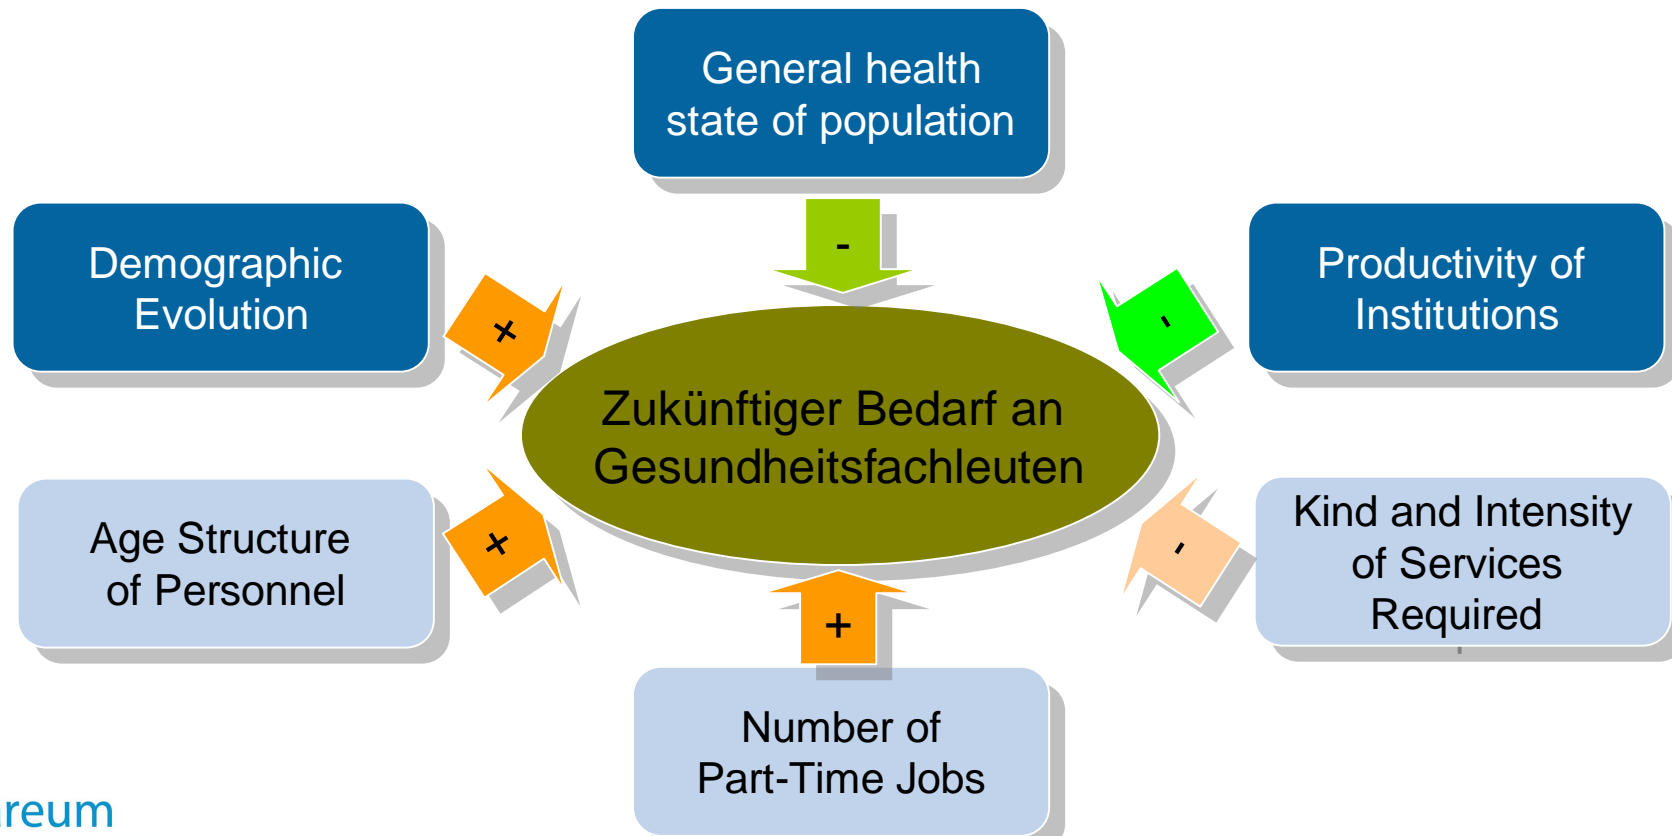 General health
state of population
-
Demographic
Evolution
+
Productivity of
Institutions
-
Zukünftiger Bedarf an
Gesundheitsfachleuten
Age Structure
of Personnel
+
Kind and Intensity
of Services
Required
-
+
Number of
Part-Time Jobs
reum